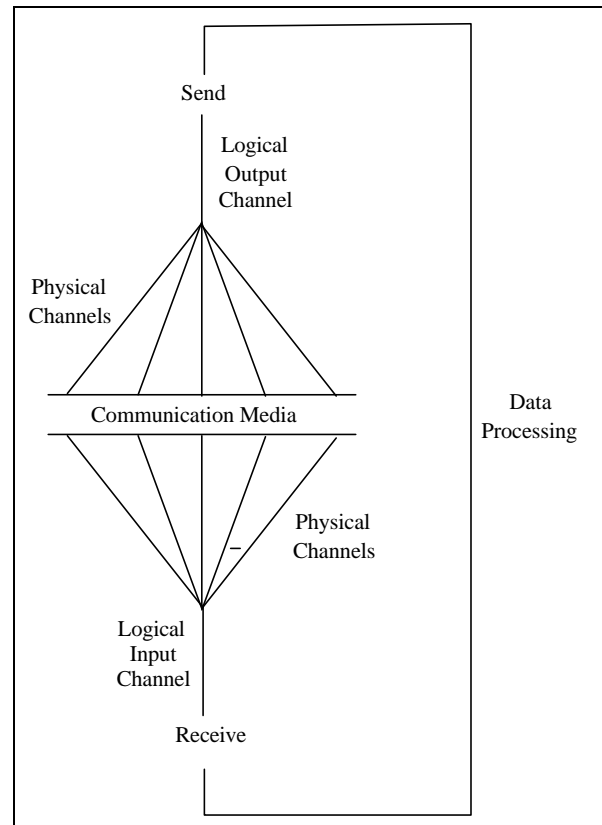 Send
Logical
Output
Channel
Physical
Channels
Communication Media
Data
Processing
Physical
Channels
Logical
Input
Channel
Receive